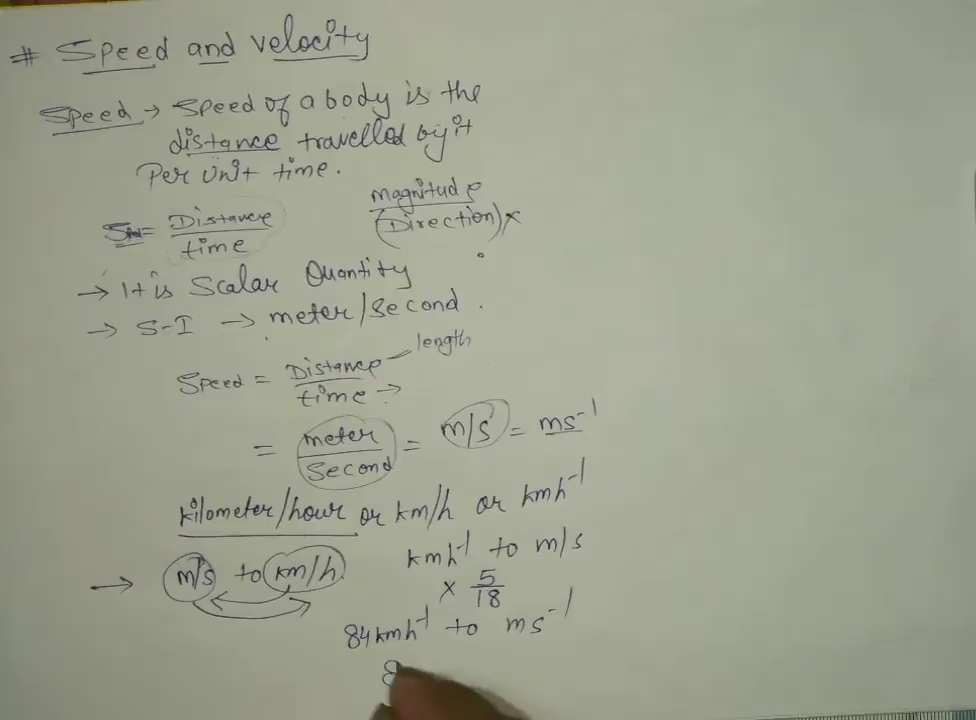 # Speed and velocity
Speed → Speed of a body is the
distance travelled by it
Per Unit time.
Magnitude
(Direction) ×
= Distance
time
→ It is Scalar Quantity
→ S-I → meter/second.
Speed = Distance – length
time →
= meter = m/s = ms⁻¹
second
kilometer/hour or km/h or kmh⁻¹
→ m/s to km/h
kmh⁻¹ to m/s
× 5
18
84kmh⁻¹ to ms⁻¹